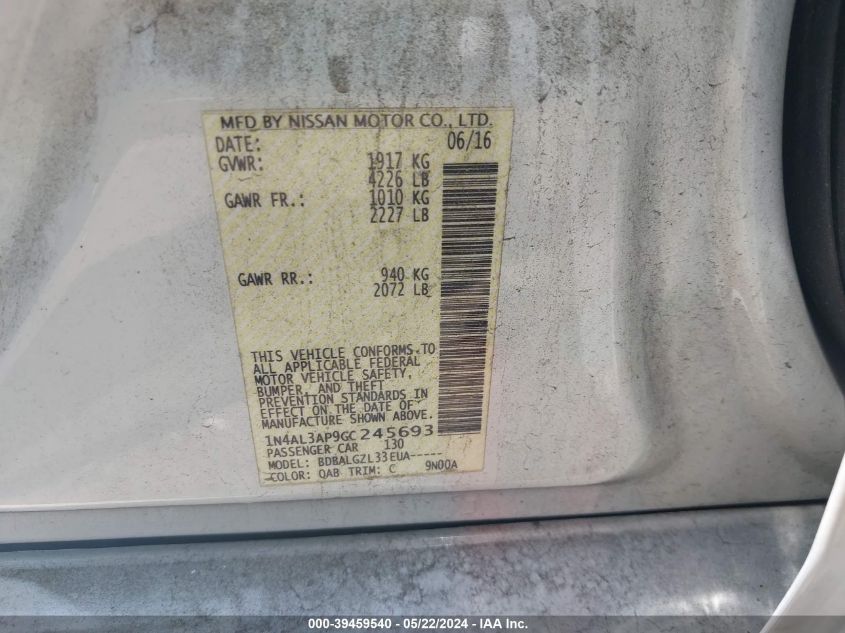 MFD BY NISSAN MOTOR CO., LTD.
DATE: 06/16
GVWR: 1917 KG
4226 LB
GAWR FR.: 1010 KG
2227 LB
GAWR RR.: 940 KG
2072 LB
THIS VEHICLE CONFORMS TO
ALL APPLICABLE FEDERAL
MOTOR VEHICLE SAFETY,
BUMPER, AND THEFT
PREVENTION STANDARDS IN
EFFECT ON THE DATE OF
MANUFACTURE SHOWN ABOVE.
1N4AL3AP9GC245693
PASSENGER CAR 130
MODEL: BDBALGZL33EUA-----
COLOR: QAB TRIM: C 9N00A
000-39459540 - 05/22/2024 - IAA Inc.